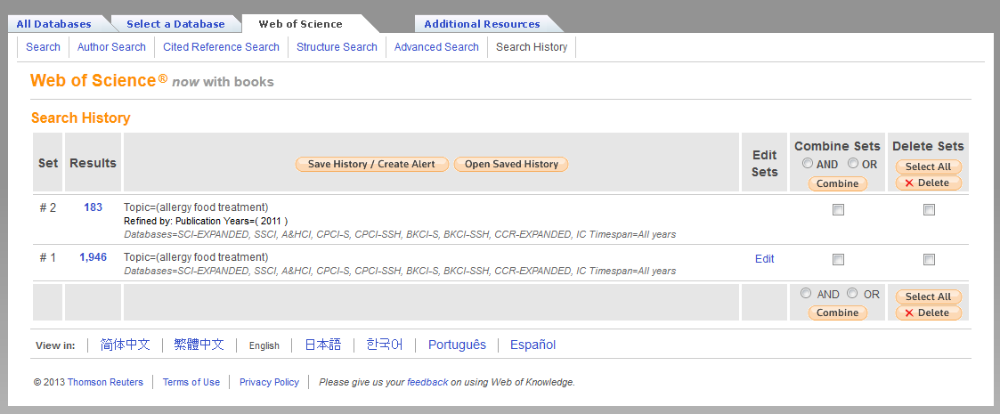 All Databases Select a Database Web of Science Additional Resources
Search Author Search Cited Reference Search Structure Search Advanced Search Search History
Web of Science® now with books
Search History
Set Results Save History / Create Alert Open Saved History Edit Sets Combine Sets AND OR Combine Delete Sets Select All Delete
# 2 183 Topic=(allergy food treatment)
Refined by: Publication Years=( 2011 )
Databases=SCI-EXPANDED, SSCI, A&HCI, CPCI-S, CPCI-SSH, BKCI-S, BKCI-SSH, CCR-EXPANDED, IC Timespan=All years
# 1 1,946 Topic=(allergy food treatment) Edit
Databases=SCI-EXPANDED, SSCI, A&HCI, CPCI-S, CPCI-SSH, BKCI-S, BKCI-SSH, CCR-EXPANDED, IC Timespan=All years
AND OR Select All
Combine Delete
View in: 简体中文 繁體中文 English 日本語 한국어 Português Español
© 2013 Thomson Reuters Terms of Use Privacy Policy Please give us your feedback on using Web of Knowledge.